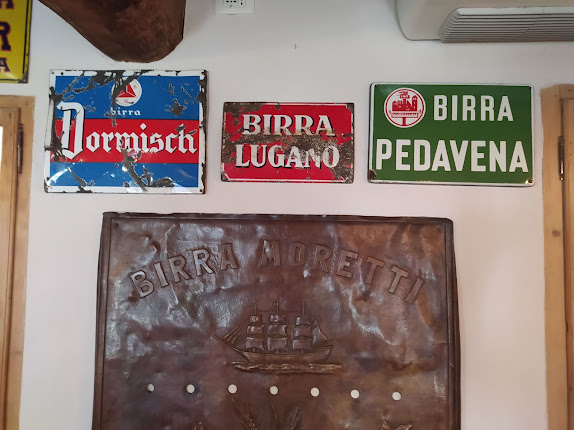 birra
Dormisch
BIRRA
LUGANO
BIRRA
PEDAVENA
BIRRA MORETTI